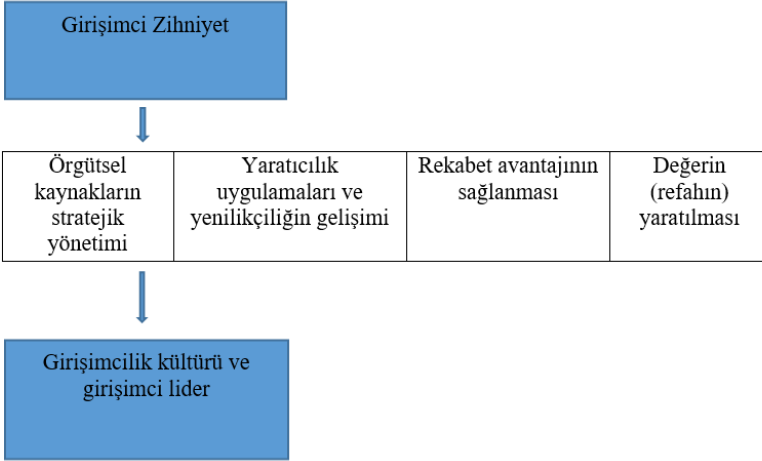 Girişimci Zihniyet
Örgütsel
kaynakların
stratejik
yönetimi
Yaratıcılık
uygulamaları ve
yenilikçiliğin gelişimi
Rekabet avantajının
sağlanması
Değerin
(refahın)
yaratılması
Girişimcilik kültürü ve
girişimci lider